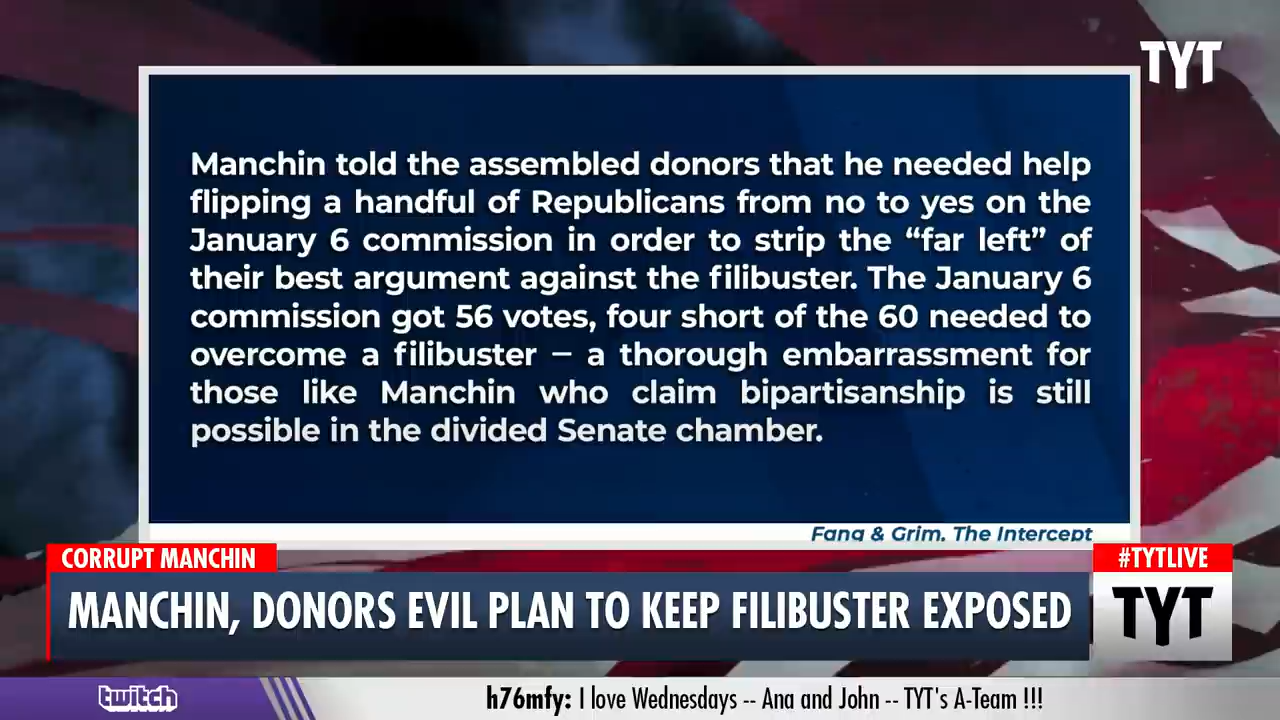 TYT
Manchin told the assembled donors that he needed help
flipping a handful of Republicans from no to yes on the
January 6 commission in order to strip the “far left” of
their best argument against the filibuster. The January 6
commission got 56 votes, four short of the 60 needed to
overcome a filibuster – a thorough embarrassment for
those like Manchin who claim bipartisanship is still
possible in the divided Senate chamber.
Fang & Grim, The Intercept
CORRUPT MANCHIN
#TYTLIVE
MANCHIN, DONORS EVIL PLAN TO KEEP FILIBUSTER EXPOSED
TYT
twitch
h76mfy: I love Wednesdays -- Ana and John -- TYT's A-Team !!!